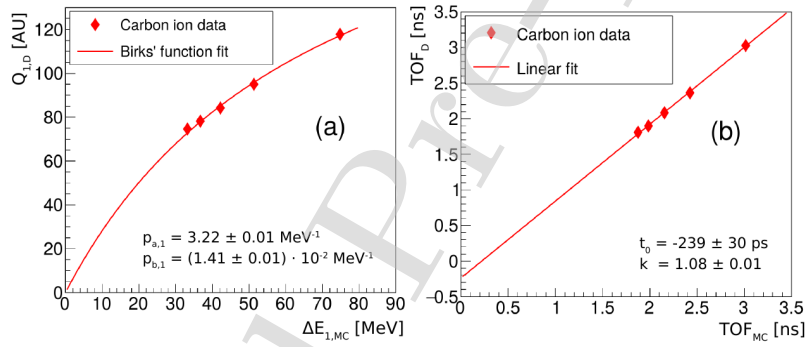 Q1,D [AU]
120
100
80
60
40
20
0
Carbon ion data
Birks' function fit
(a)
pa,1 = 3.22 ± 0.01 MeV-1
pb,1 = (1.41 ± 0.01) · 10-2 MeV-1
0 10 20 30 40 50 60 70 80 90
ΔE1,MC [MeV]
TOFD [ns]
3.5
3
2.5
2
1.5
1
0.5
0
−0.5
Carbon ion data
Linear fit
(b)
t0 = -239 ± 30 ps
k = 1.08 ± 0.01
0 0.5 1 1.5 2 2.5 3 3.5
TOFMC [ns]